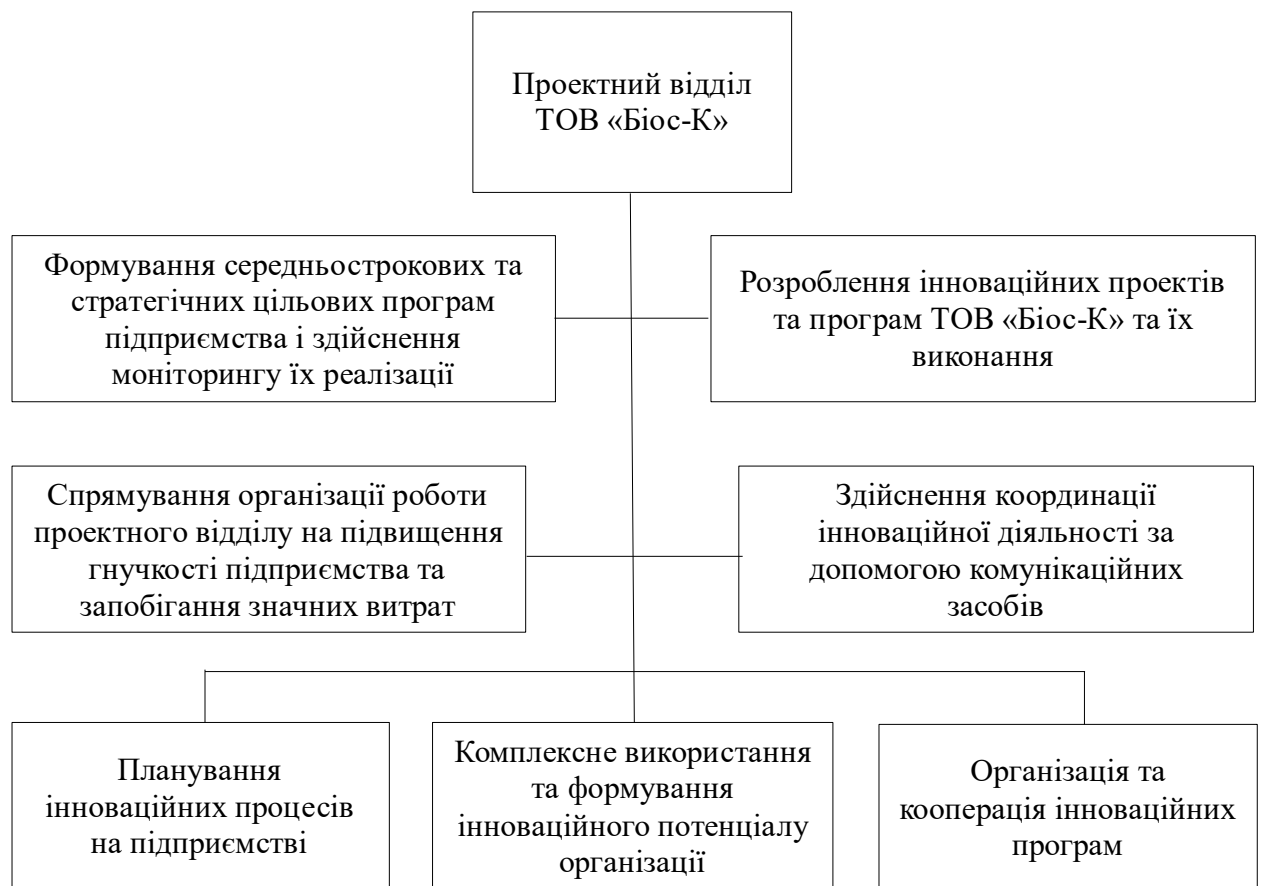 Проектний відділ
ТОВ «Біос-К»
Формування середньострокових та
стратегічних цільових програм
підприємства і здійснення
моніторингу їх реалізації
Розроблення інноваційних проектів
та програм ТОВ «Біос-К» та їх
виконання
Спрямування організації роботи
проектного відділу на підвищення
гнучкості підприємства та
запобігання значних витрат
Здійснення координації
інноваційної діяльності за
допомогою комунікаційних
засобів
Планування
інноваційних процесів
на підприємстві
Комплексне використання
та формування
інноваційного потенціалу
організації
Організація та
кооперація інноваційних
програм